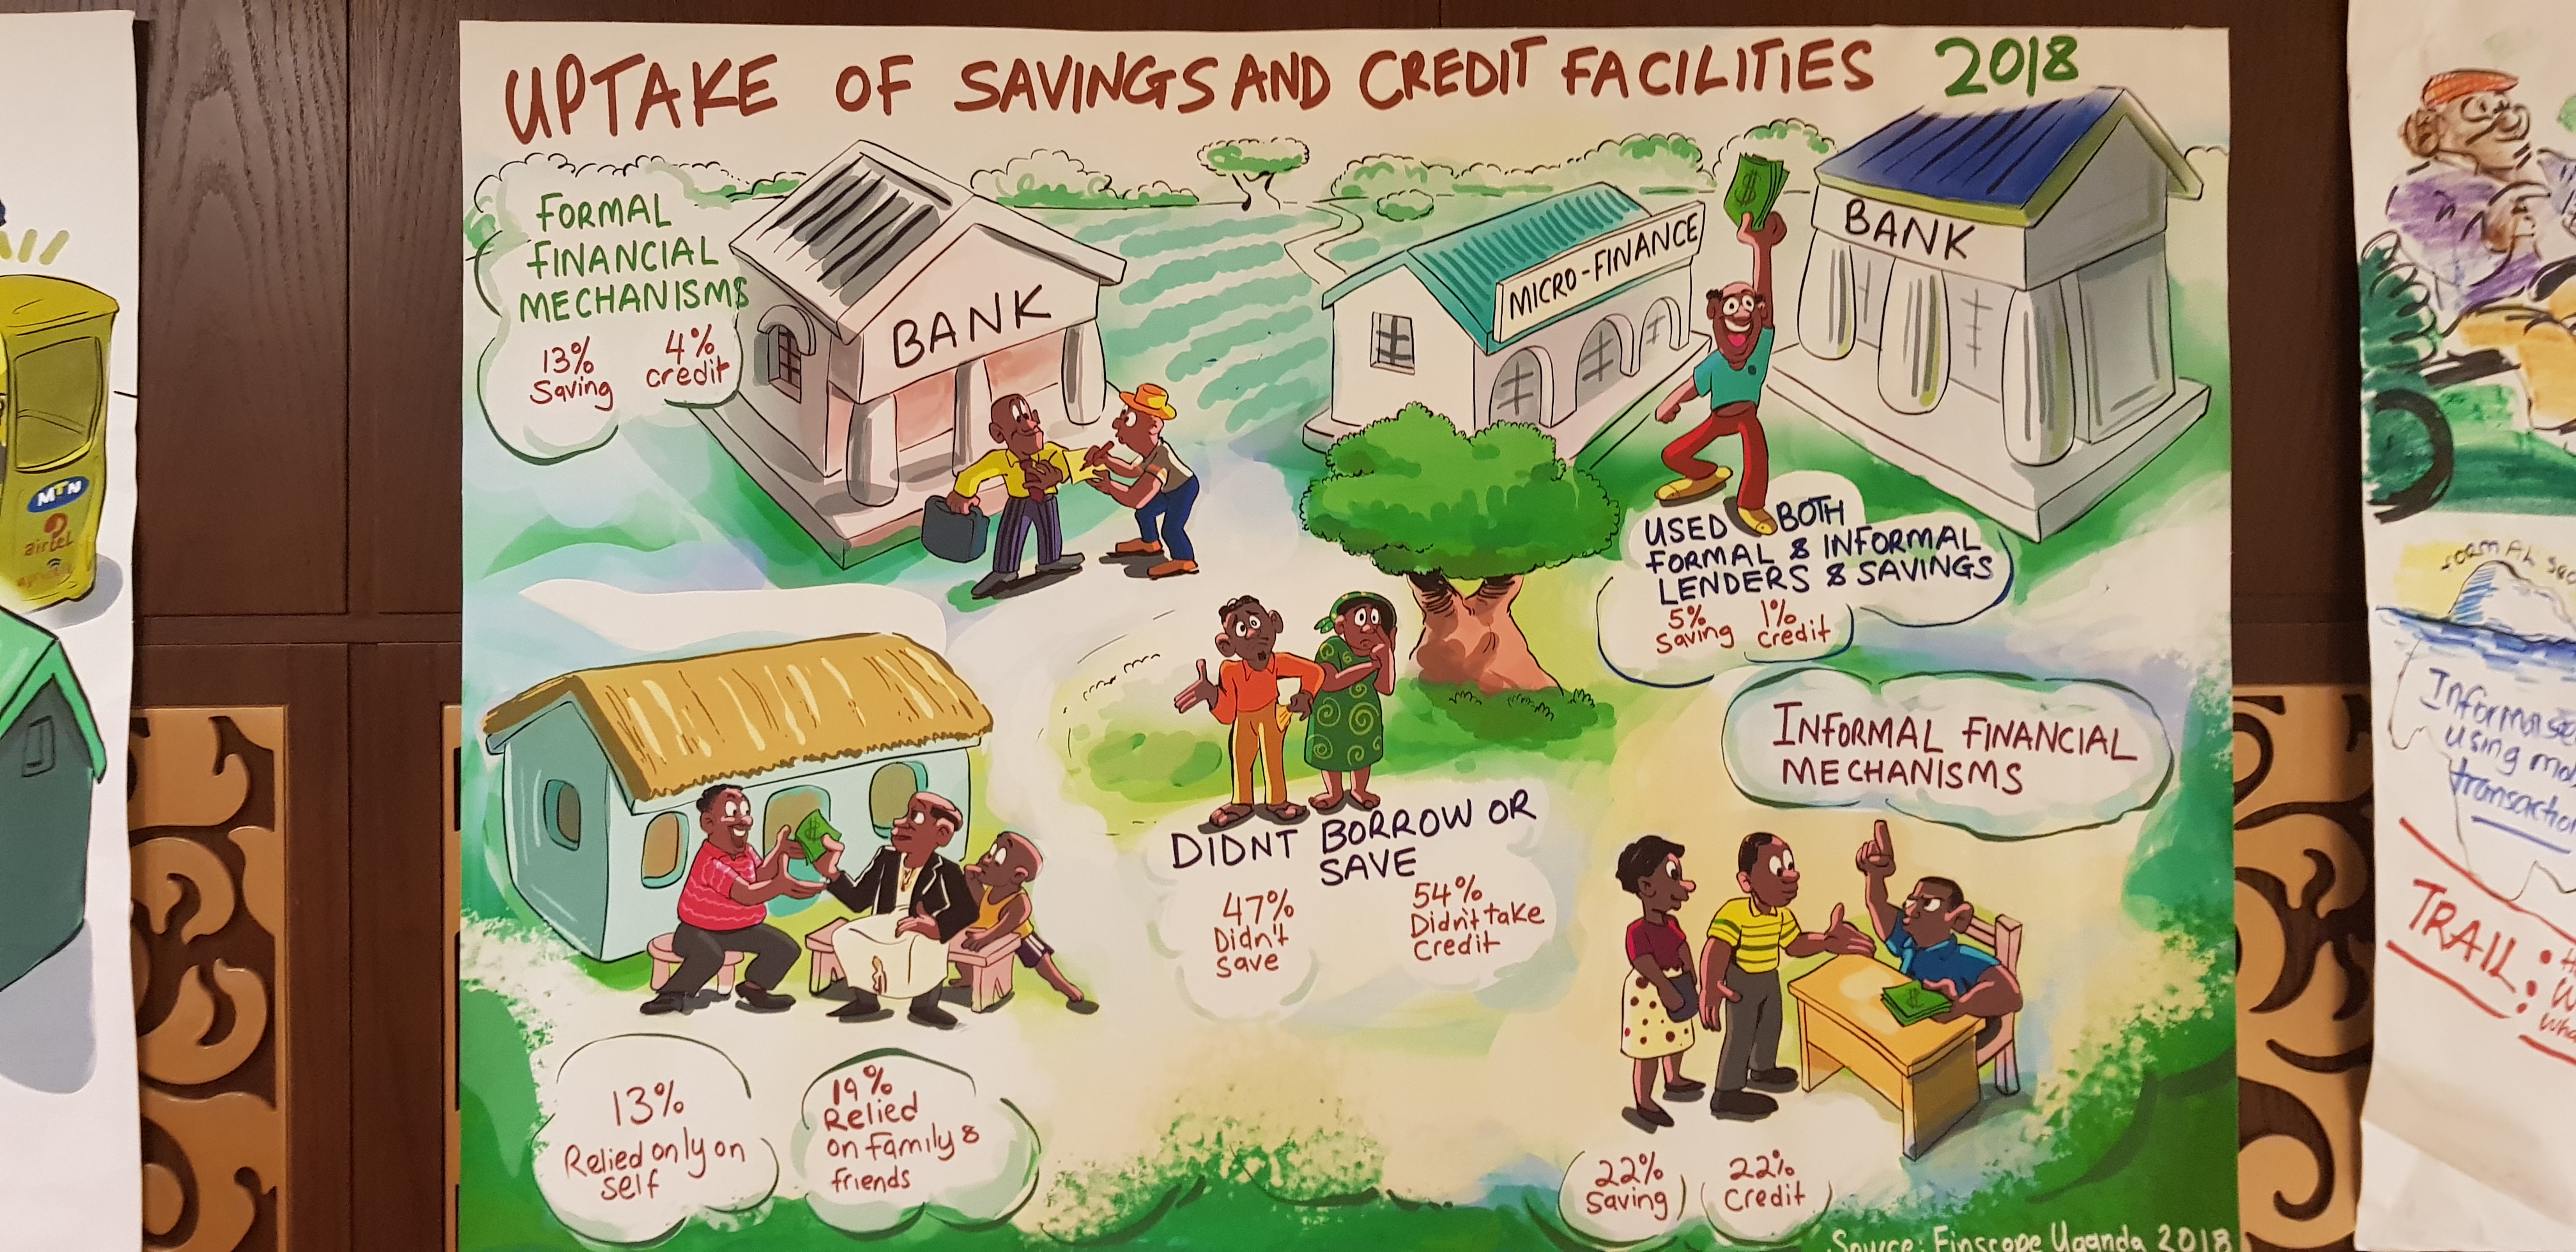 UPTAKE OF SAVINGS AND CREDIT FACILITIES 2018
FORMAL
FINANCIAL
MECHANISMS
13%
Saving
4%
credit
BANK
MICRO-FINANCE
BANK
USED BOTH
FORMAL & INFORMAL
LENDERS & SAVINGS
5%
Saving
1%
credit
DIDNT BORROW OR
SAVE
47%
Didn't
save
54%
Didn't take
Credit
INFORMAL FINANCIAL
MECHANISMS
13%
Relied only on
self
19%
Relied
on family &
friends
22%
Saving
22%
Credit
Source: Finscope Uganda 2018
MTN
airtel
Informal
using
TRAIL: